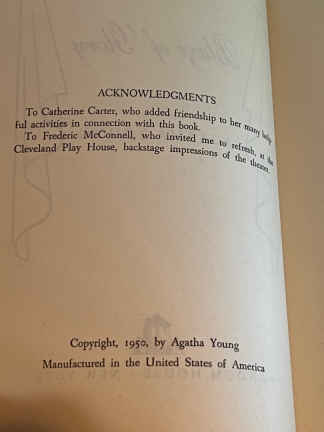 ACKNOWLEDGMENTS
To Catherine Carter, who added friendship to her many help-
ful activities in connection with this book.
To Frederic McConnell, who invited me to refresh, at the
Cleveland Play House, backstage impressions of the theater.
Copyright, 1950, by Agatha Young
Manufactured in the United States of America